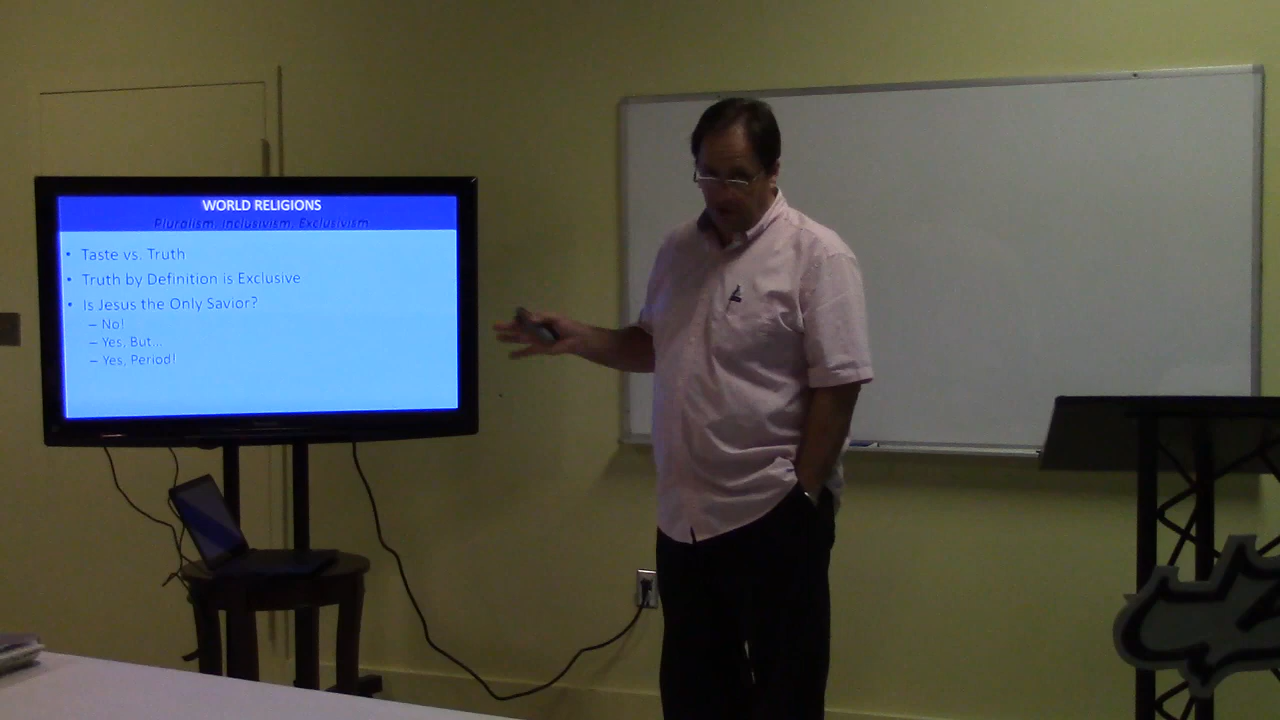 WORLD RELIGIONS
Pluralism, Inclusivism, Exclusivism
• Taste vs. Truth
• Truth by Definition is Exclusive
• Is Jesus the Only Savior?
– No!
– Yes, But...
– Yes, Period!